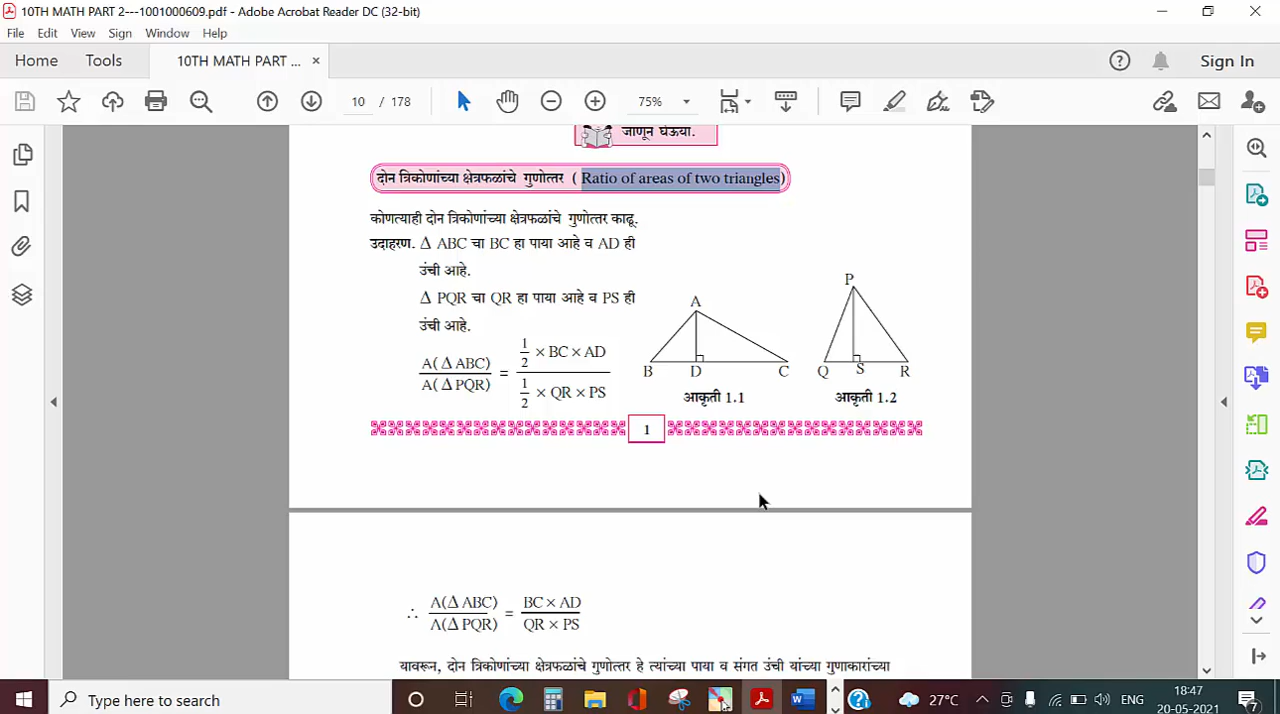 10TH MATH PART 2---1001000609.pdf - Adobe Acrobat Reader DC (32-bit)
File Edit View Sign Window Help
Home Tools 10TH MATH PART ... × Sign In
10 / 178 75%
जाणून घेऊया.
दोन त्रिकोणांच्या क्षेत्रफळांचे गुणोत्तर ( Ratio of areas of two triangles)
कोणत्याही दोन त्रिकोणांच्या क्षेत्रफळांचे गुणोत्तर काढू.
उदाहरण. Δ ABC चा BC हा पाया आहे व AD ही
उंची आहे.
Δ PQR चा QR हा पाया आहे व PS ही
उंची आहे.
A(Δ ABC) / A(Δ PQR) = 1/2 × BC × AD / 1/2 × QR × PS
A
B D C
आकृती 1.1
P
Q S R
आकृती 1.2
1
∴ A(Δ ABC) / A(Δ PQR) = BC × AD / QR × PS
यावरून, दोन त्रिकोणांच्या क्षेत्रफळांचे गुणोत्तर हे त्यांच्या पाया व संगत उंची यांच्या गुणाकारांच्या
Type here to search
27°C ENG 18:47
20-05-2021
7